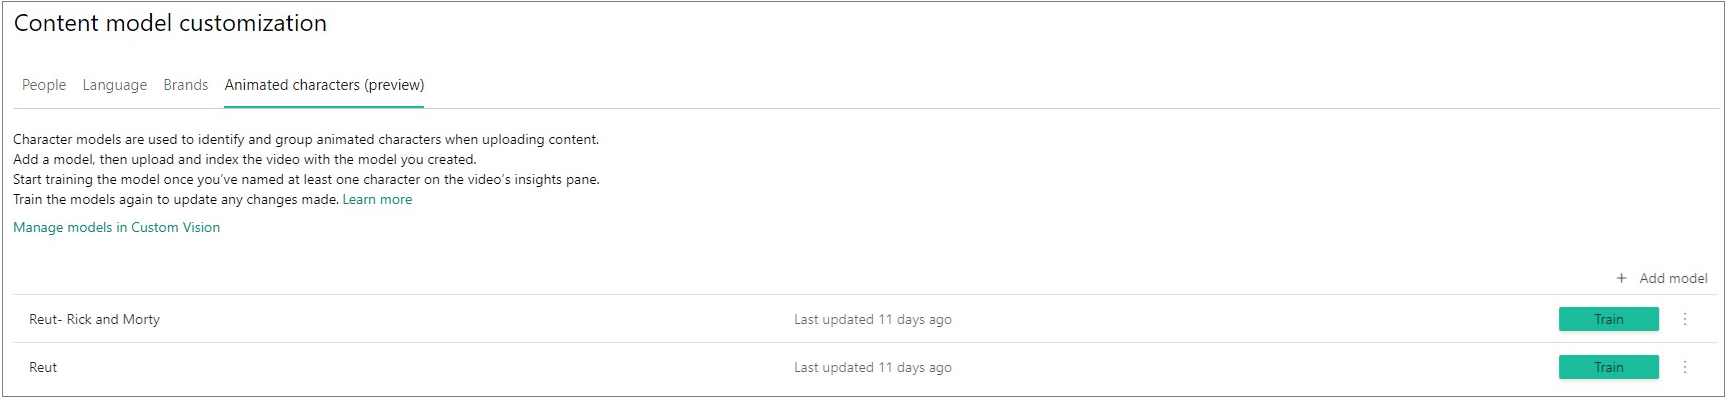 Content model customization
People Language Brands Animated characters (preview)
Character models are used to identify and group animated characters when uploading content.
Add a model, then upload and index the video with the model you created.
Start training the model once you’ve named at least one character on the video’s insights pane.
Train the models again to update any changes made. Learn more
Manage models in Custom Vision
+ Add model
Reut- Rick and Morty Last updated 11 days ago Train
Reut Last updated 11 days ago Train